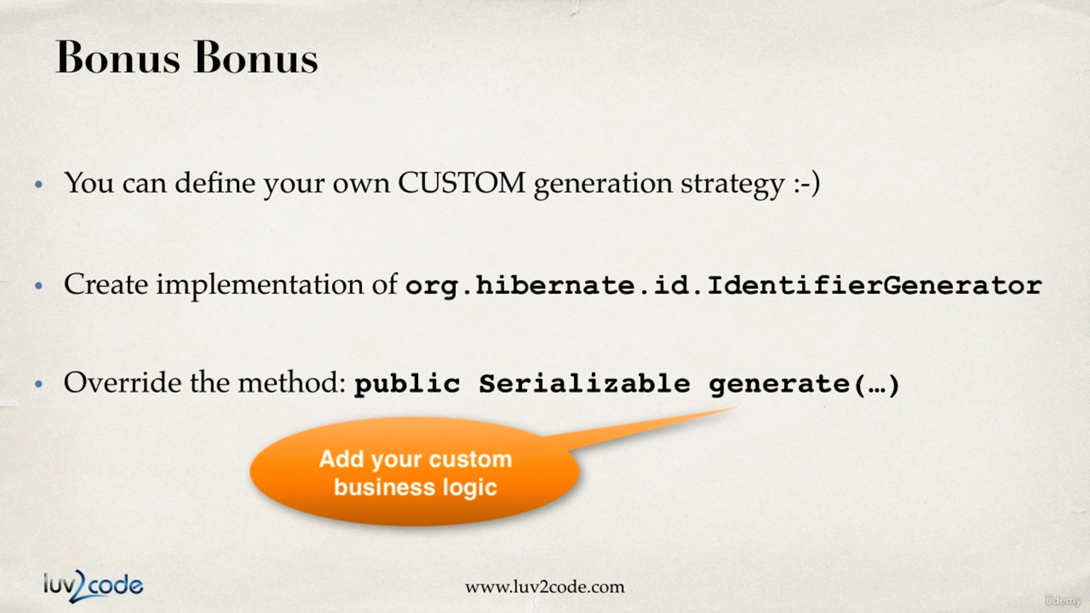 Bonus Bonus
• You can define your own CUSTOM generation strategy :-)
• Create implementation of org.hibernate.id.IdentifierGenerator
• Override the method: public Serializable generate(…)
Add your custom
business logic
luv2code
www.luv2code.com
ûdemy